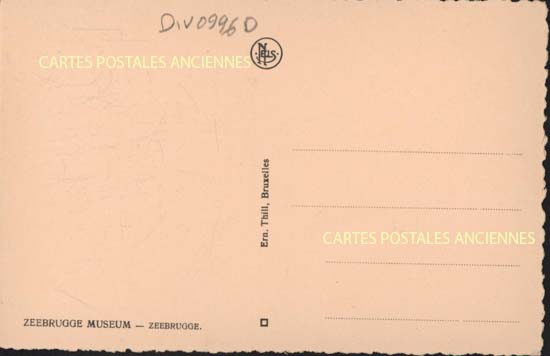 Div0996D
CARTES POSTALES ANCIENNES
NELS
Ern. Thill, Bruxelles
CARTES POSTALES ANCIENNES
ZEEBRUGGE MUSEUM — ZEEBRUGGE.